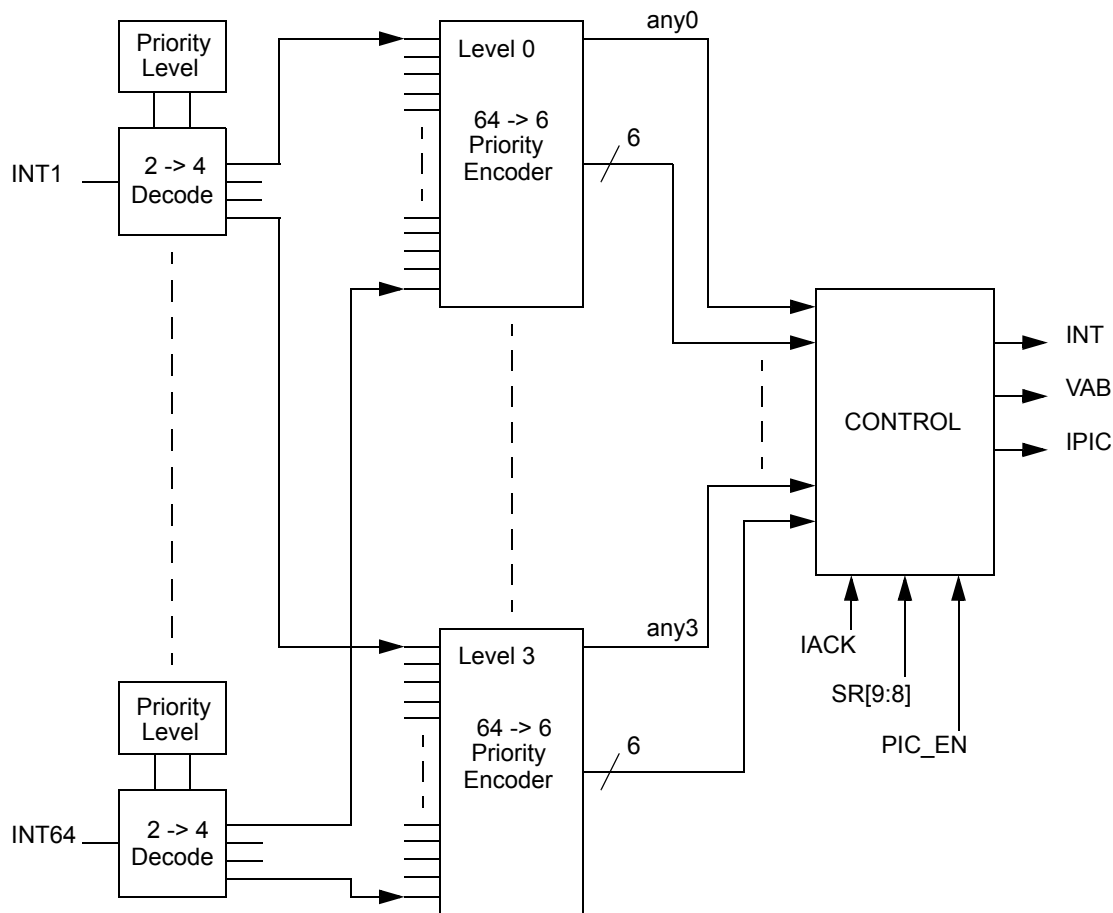 Priority
Level
INT1
2 -> 4
Decode
Level 0
64 -> 6
Priority
Encoder
any0
6
CONTROL
INT
VAB
IPIC
IACK
SR[9:8]
PIC_EN
Priority
Level
INT64
2 -> 4
Decode
Level 3
64 -> 6
Priority
Encoder
any3
6